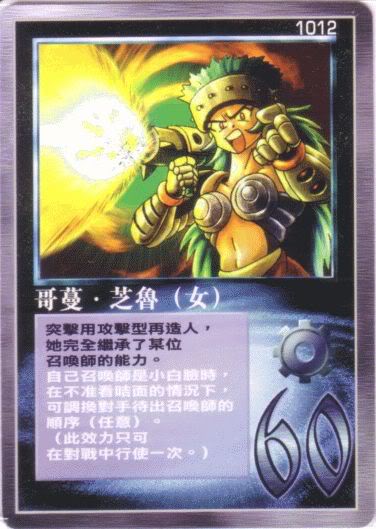 1012
哥蔓·芝魯（女）
突擊用攻擊型再造人，
她完全繼承了某位
召喚師的能力。
自己召喚師是小白臉時，
在不准看暗面的情況下，
可調換對手待出召喚師的
順序（任意）。
（此效力只可
在對戰中行使一次。）
60